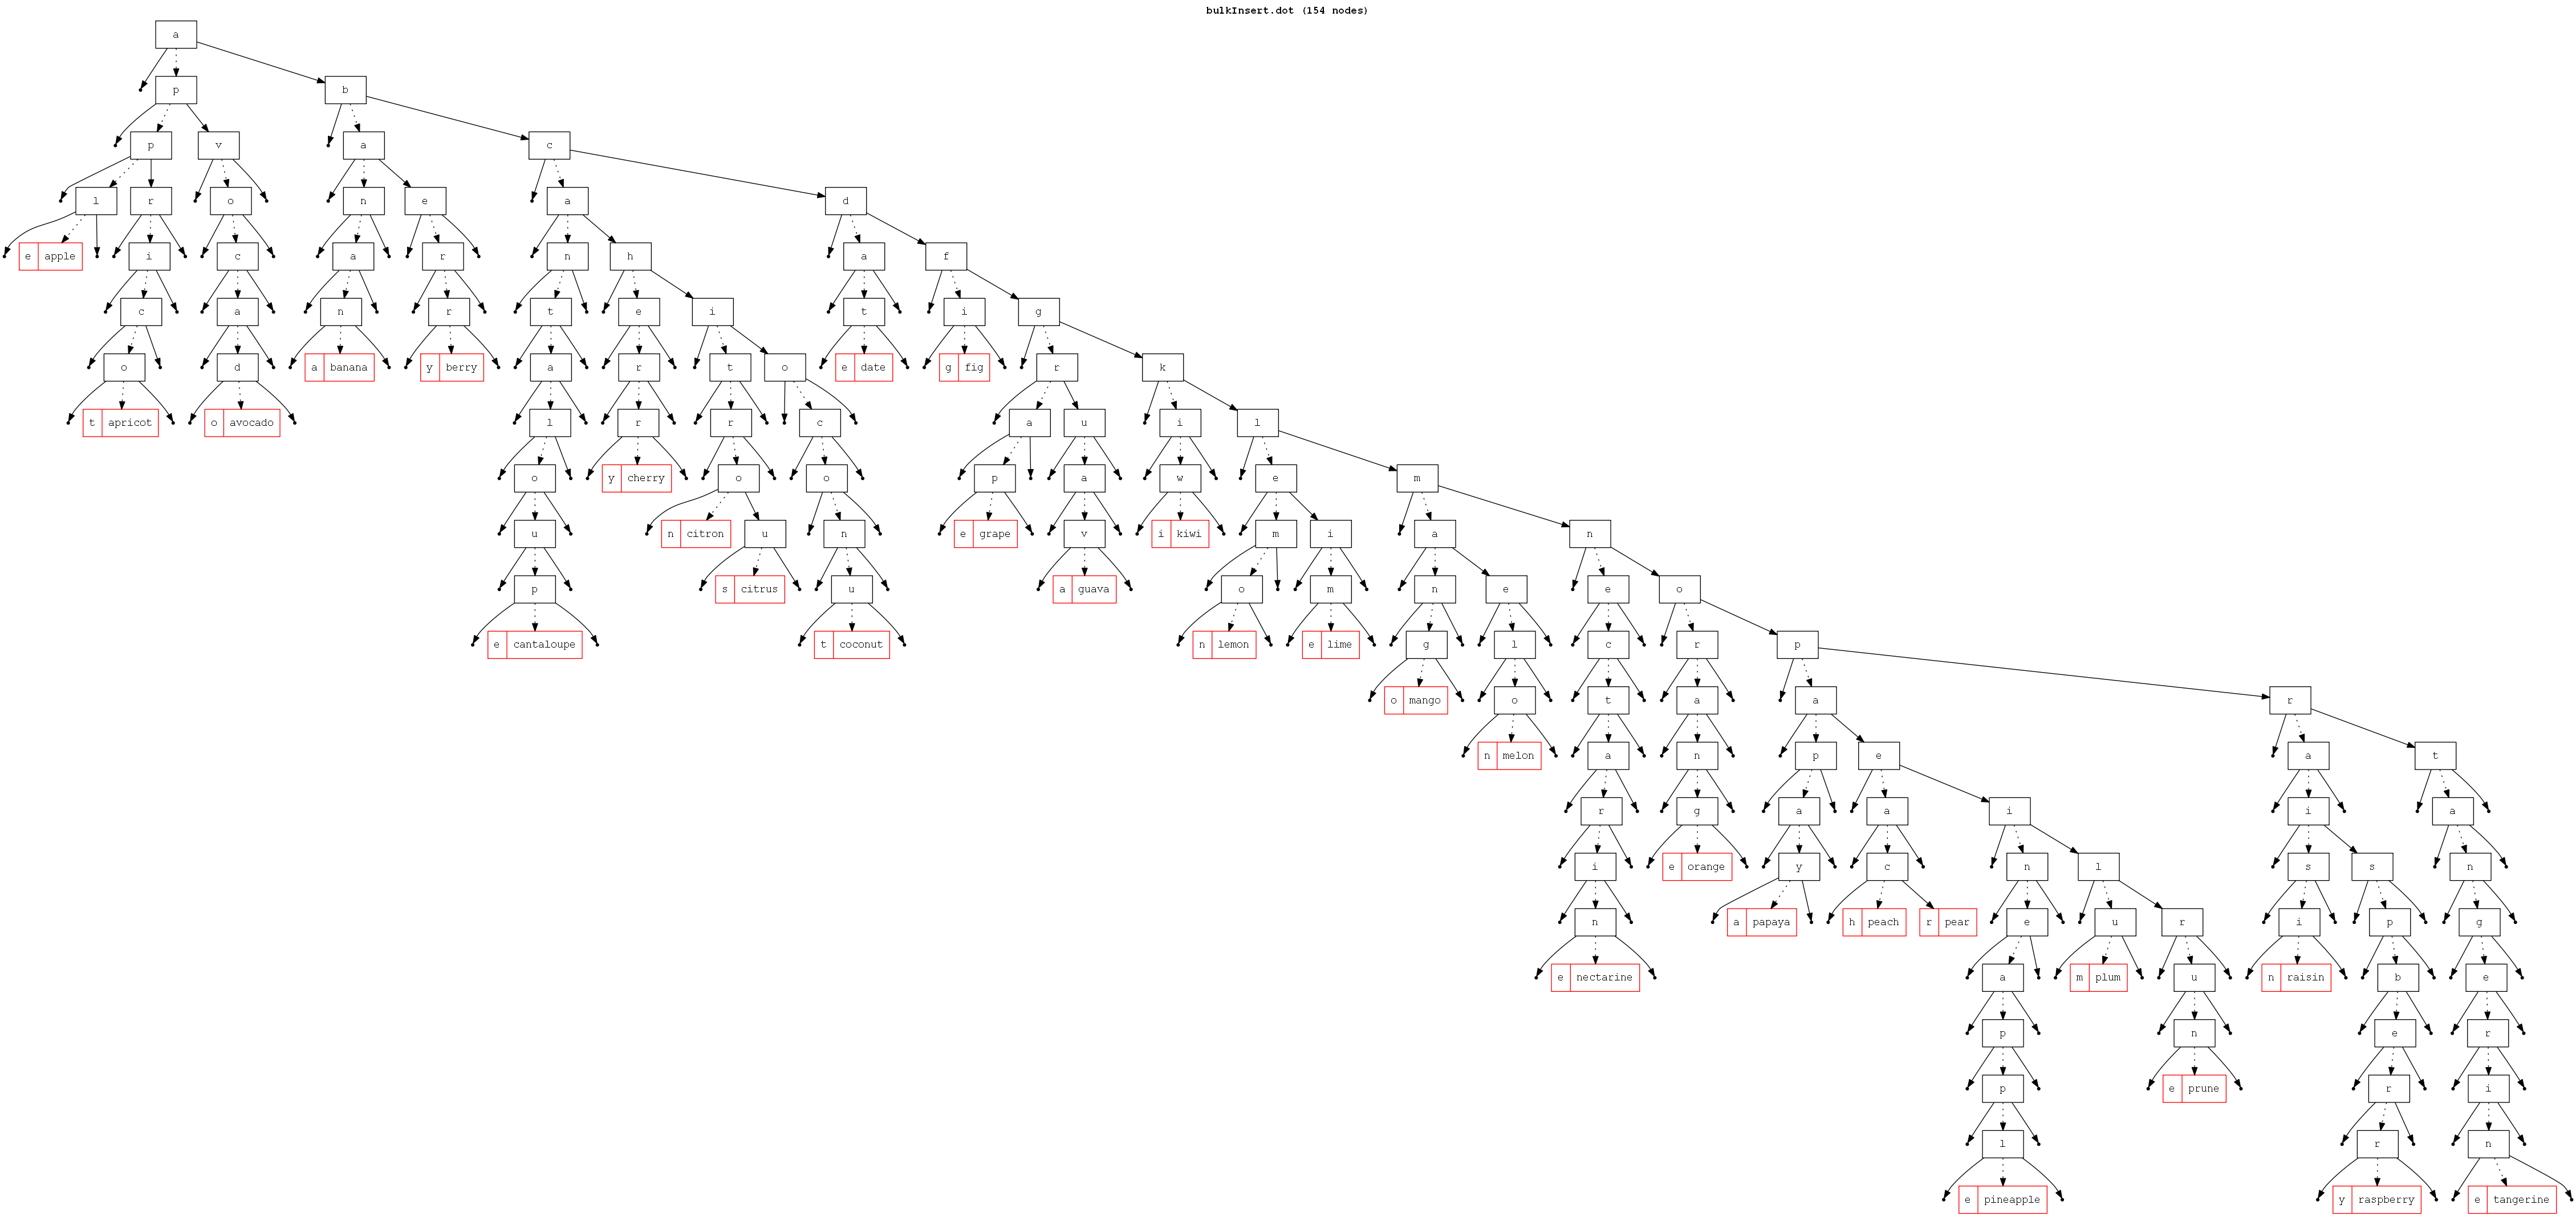 bulkInsert.dot (154 nodes)
a
p b
p v a c
l r o n e a d
e apple i c a r n h a f
c a n r t e i t i g
o d a banana y berry a r t o e date g fig r k
t apricot o avocado l r r c a u i l
o y cherry o o p a w e m
u n citron u n e grape v i kiwi m i a n
p s citrus u a guava o m n e e o
e cantaloupe t coconut n lemon e lime g l c r p
o mango o t a a r
n melon a n p e a t
r g a a i i a
i e orange y c n l s s n
n a papaya h peach r pear e u r i p g
e nectarine a m plum u n raisin b e
p n e r
p e prune r i
l r n
e pineapple y raspberry e tangerine